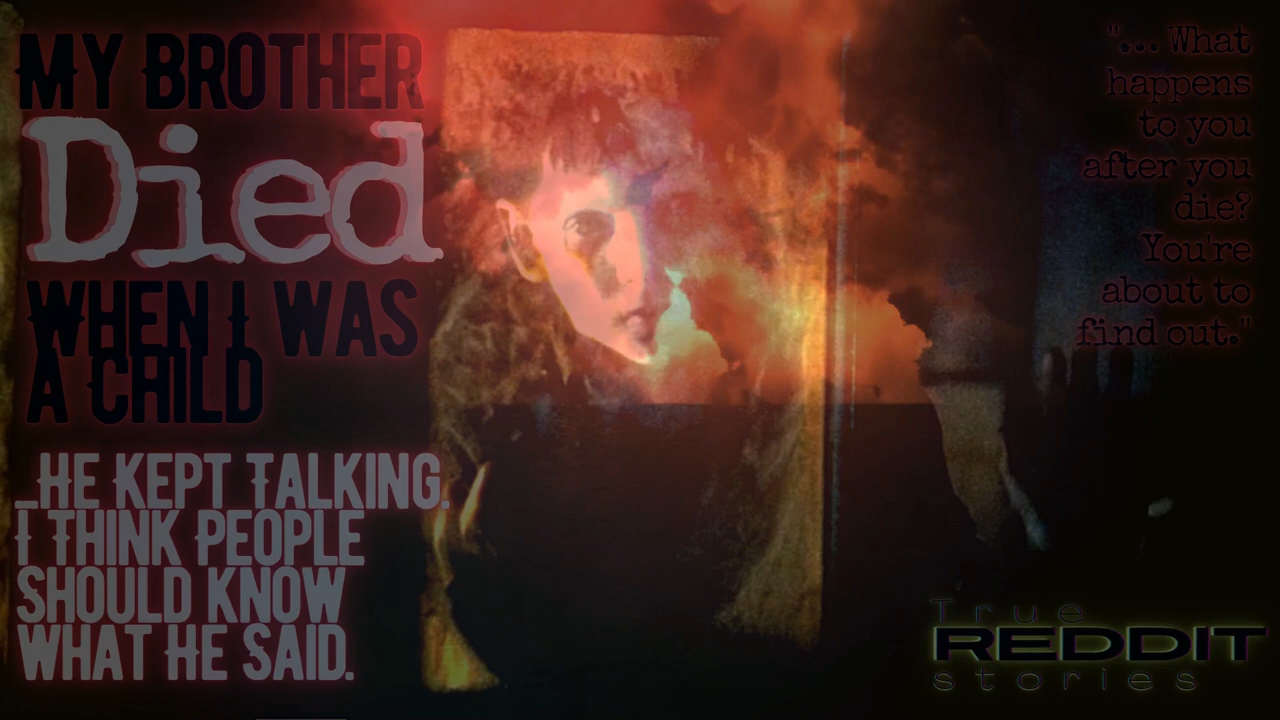 MY BROTHER
Died
WHEN I WAS
A CHILD
...HE KEPT TALKING.
I THINK PEOPLE
SHOULD KNOW
WHAT HE SAID.
"... What
happens
to you
after you
die?
You're
about to
find out."
True
REDDIT
stories